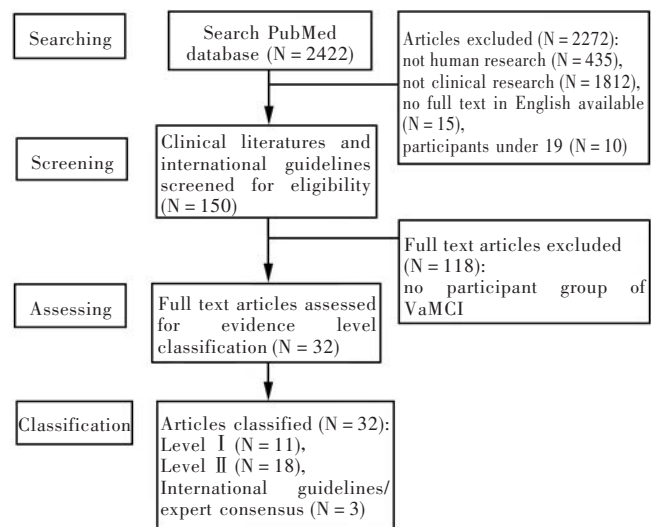 Searching
Search PubMed
database (N = 2422)
Articles excluded (N = 2272):
not human research (N = 435),
not clinical research (N = 1812),
no full text in English available
(N = 15),
participants under 19 (N = 10)
Screening
Clinical literatures and
international guidelines
screened for eligibility
(N = 150)
Full text articles excluded
(N = 118):
no participant group of
VaMCI
Assessing
Full text articles assessed
for evidence level
classification (N = 32)
Classification
Articles classified (N = 32):
Level Ⅰ (N = 11),
Level Ⅱ (N = 18),
International guidelines/
expert consensus (N = 3)